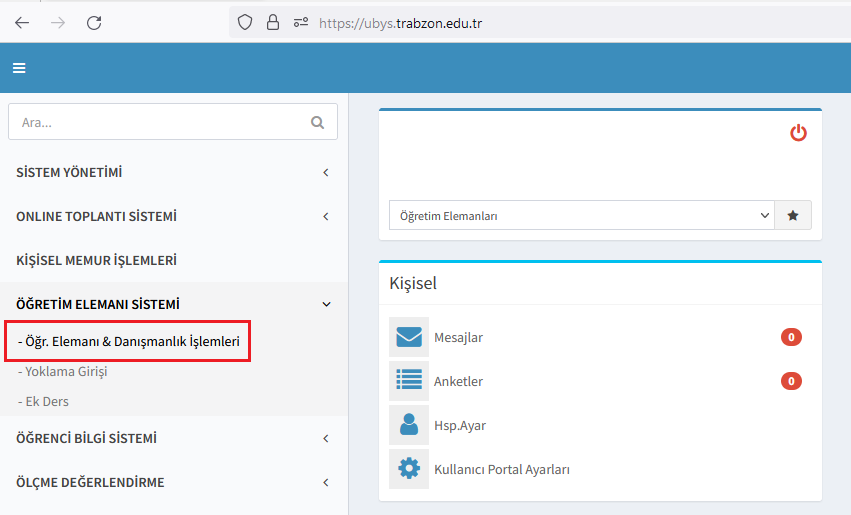 https://ubys.trabzon.edu.tr
Ara...
SİSTEM YÖNETİMİ
ONLINE TOPLANTI SİSTEMİ
KİŞİSEL MEMUR İŞLEMLERİ
ÖĞRETİM ELEMANI SİSTEMİ
- Öğr. Elemanı & Danışmanlık İşlemleri
- Yoklama Girişi
- Ek Ders
ÖĞRENCİ BİLGİ SİSTEMİ
ÖLÇME DEĞERLENDİRME
Öğretim Elemanları
Kişisel
Mesajlar 0
Anketler 0
Hsp.Ayar
Kullanıcı Portal Ayarları